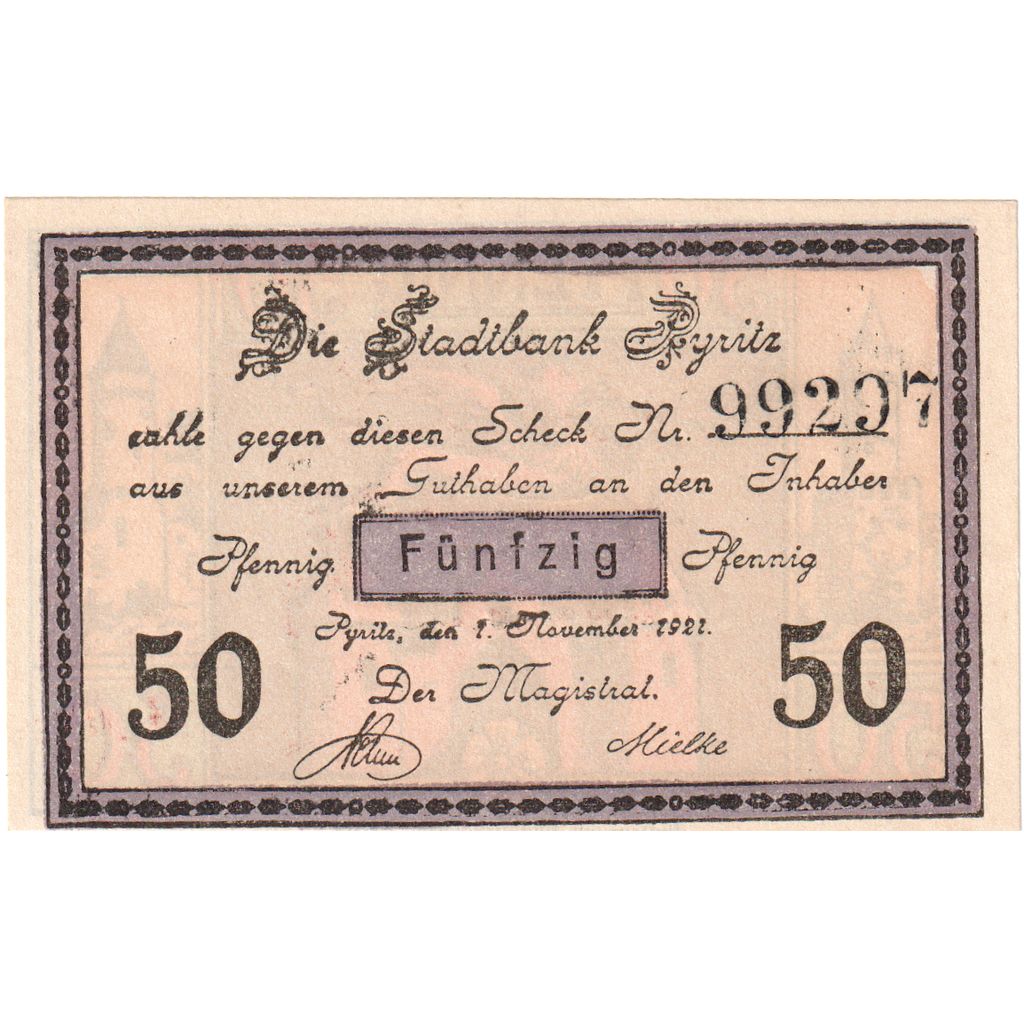 Die Stadtbank Pyritz
zahle gegen diesen Scheck Nr. 99297
aus unserem Guthaben an den Inhaber
Pfennig Fünfzig Pfennig
Pyritz, den 1. November 1921.
50 Der Magistrat. 50
Mielke